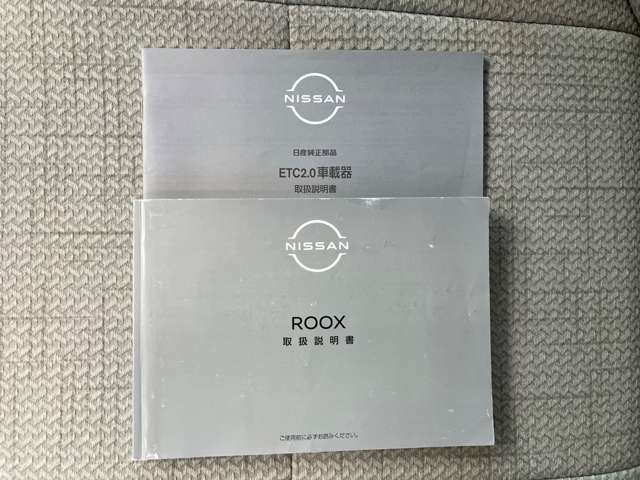 NISSAN
日産純正部品
ETC2.0車載器
取扱説明書
NISSAN
ROOX
取扱説明書
ご使用前に必ずお読みください。